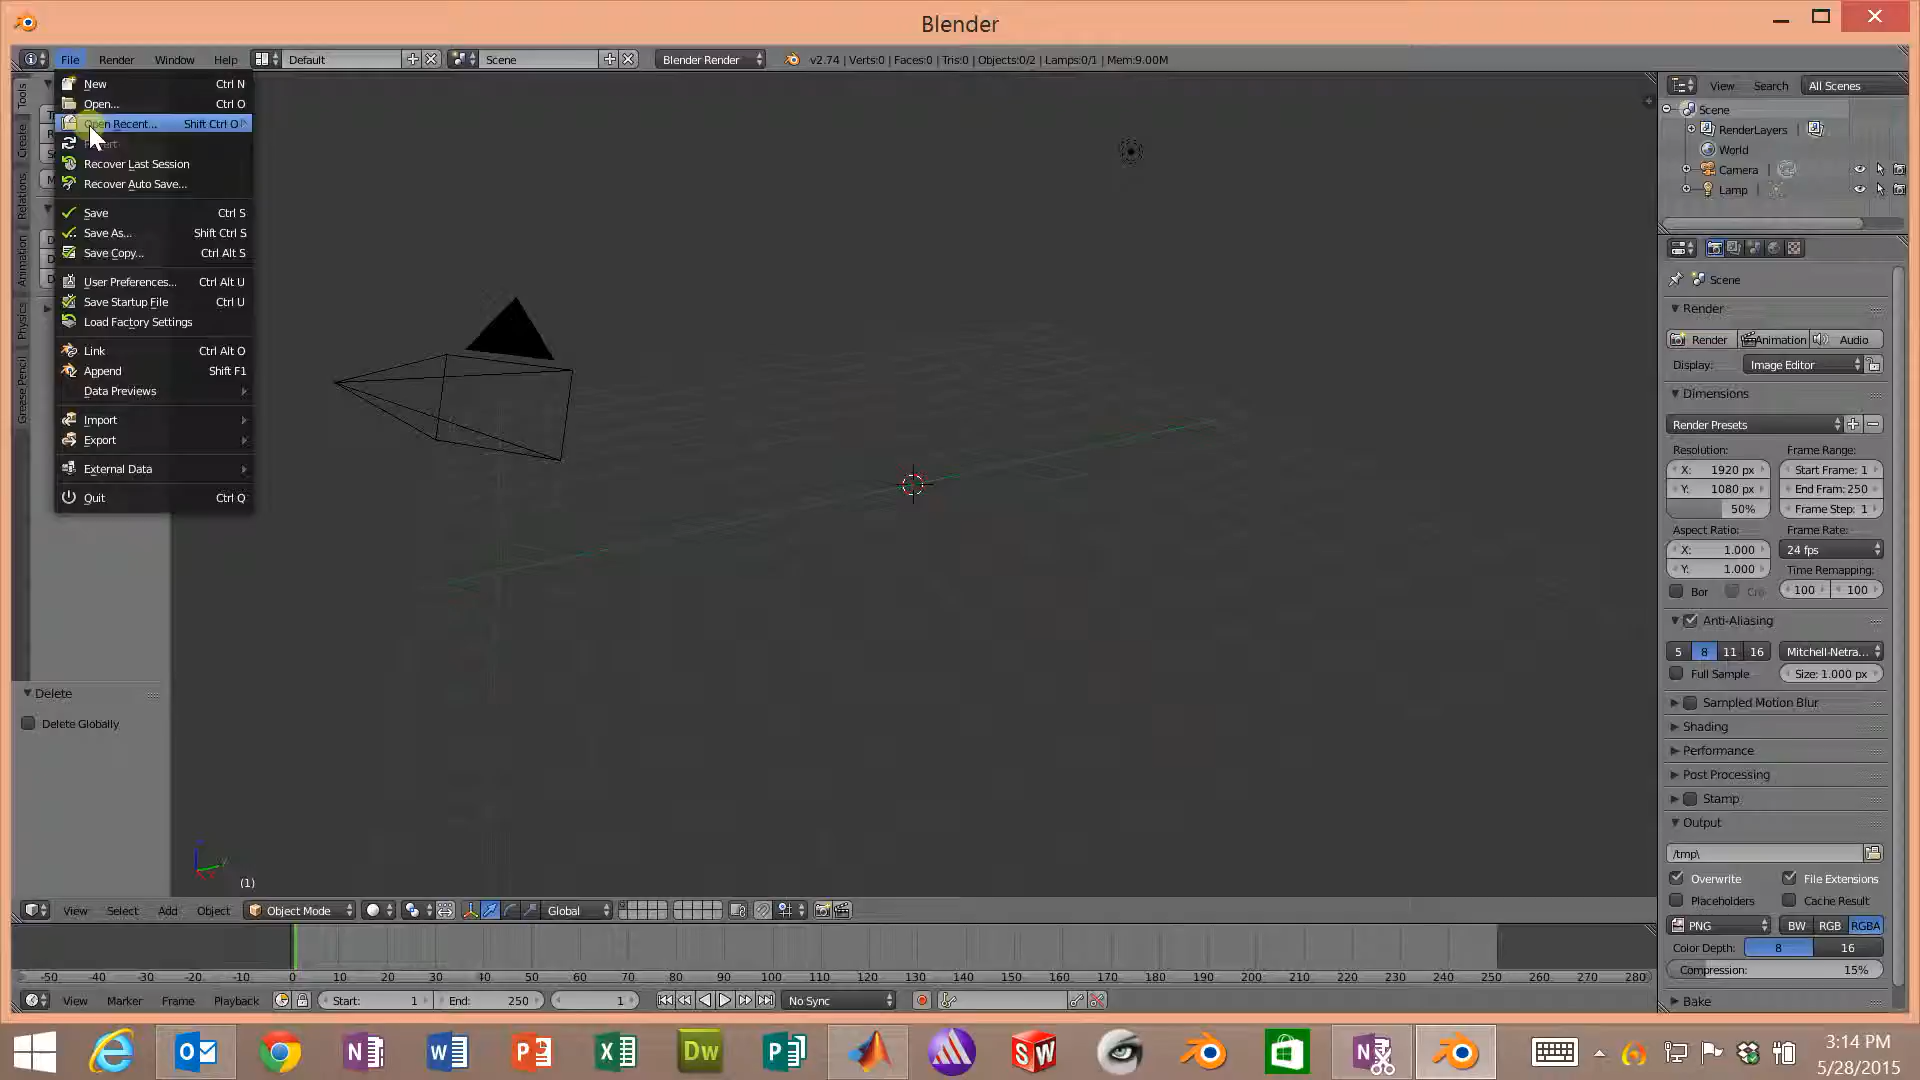 Blender
File Render Window Help Default Scene Blender Render v2.74 | Verts:0 | Faces:0 | Tris:0 | Objects:0/2 | Lamps:0/1 | Mem:9.00M
New Ctrl N
Open... Ctrl O
Open Recent... Shift Ctrl O
Recover Last Session
Recover Auto Save...
Save Ctrl S
Save As... Shift Ctrl S
Save Copy... Ctrl Alt S
User Preferences... Ctrl Alt U
Save Startup File Ctrl U
Load Factory Settings
Link Ctrl Alt O
Append Shift F1
Data Previews
Import
Export
External Data
Quit Ctrl Q
Tools
Create
Relations
Animation
Physics
Grease Pencil
Delete
Delete Globally
(1)
View Select Add Object Object Mode Global
-50 -40 -30 -20 -10 0 10 20 30 40 50 60 70 80 90 100 110 120 130 140 150 160 170 180 190 200 210 220 230 240 250 260 270 280
View Marker Frame Playback Start: 1 End: 250 1 No Sync
View Search All Scenes
Scene
RenderLayers
World
Camera
Lamp
Scene
Render
Render Animation Audio
Display: Image Editor
Dimensions
Render Presets
Resolution: Frame Range:
X: 1920 px Start Frame: 1
Y: 1080 px End Fram: 250
50% Frame Step: 1
Aspect Ratio: Frame Rate:
X: 1.000 24 fps
Y: 1.000 Time Remapping:
Bor Cro 100 100
Anti-Aliasing
5 8 11 16 Mitchell-Netra...
Full Sample Size: 1.000 px
Sampled Motion Blur
Shading
Performance
Post Processing
Stamp
Output
/tmp\
Overwrite File Extensions
Placeholders Cache Result
PNG BW RGB RGBA
Color Depth: 8 16
Compression: 15%
Bake
Dw
3:14 PM
5/28/2015